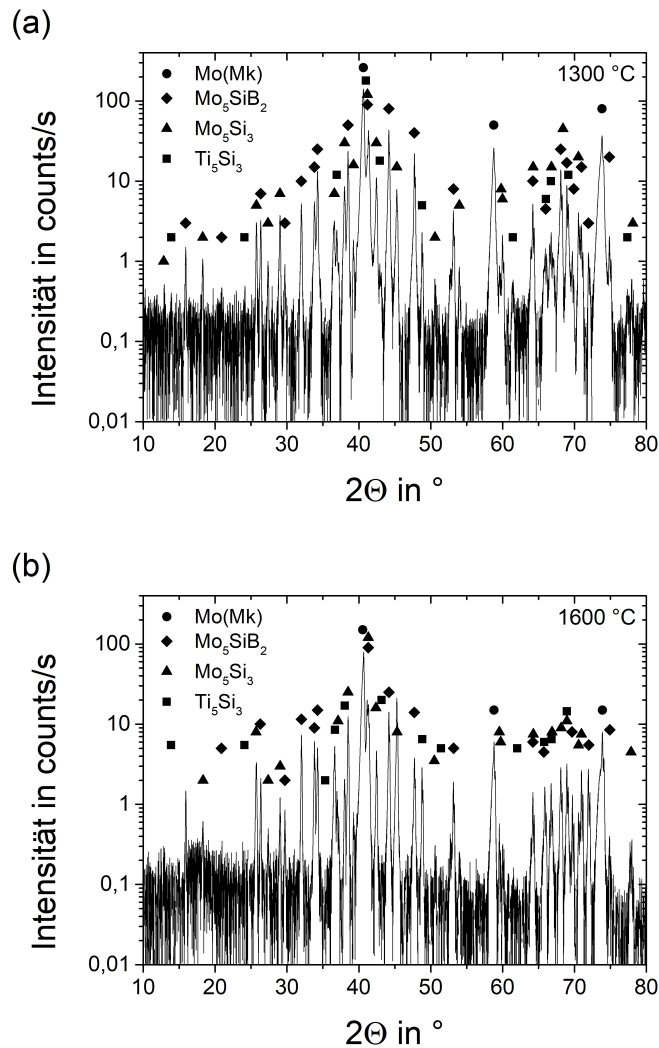 (a)
Mo(Mk)
1300 °C
Mo5SiB2
Mo5Si3
Ti5Si3
100
10
1
0,1
0,01
Intensität in counts/s
10 20 30 40 50 60 70 80
2Θ in °
(b)
Mo(Mk)
1600 °C
Mo5SiB2
Mo5Si3
Ti5Si3
100
10
1
0,1
0,01
Intensität in counts/s
10 20 30 40 50 60 70 80
2Θ in °